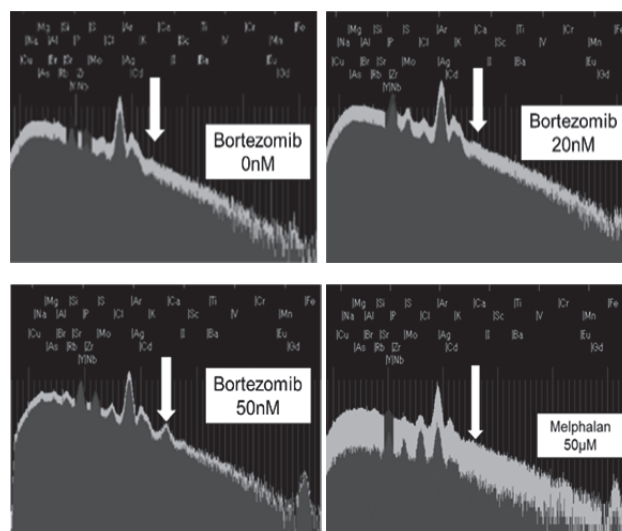 |Mg |Si |S |Ar |Ca |Ti |Cr |Fe
|Na |Al |P |Cl |K |Sc |V |Mn
|Cu |Br |Sr |Mo |Ag |I |Ba |Eu
|As |Rb |Zr |Cd |Gd
|Y|Nb
Bortezomib
0nM
|Mg |Si |S |Ar |Ca |Ti |Cr |Fe
|Na |Al |P |Cl |K |Sc |V |Mn
|Cu |Br |Sr |Mo |Ag |I |Ba |Eu
|As |Rb |Zr |Cd |Gd
|Y|Nb
Bortezomib
20nM
|Mg |Si |S |Ar |Ca |Ti |Cr |Fe
|Na |Al |P |Cl |K |Sc |V |Mn
|Cu |Br |Sr |Mo |Ag |I |Ba |Eu
|As |Rb |Zr |Cd |Gd
|Y|Nb
Bortezomib
50nM
|Mg |Si |S |Ar |Ca |Ti |Cr |Fe
|Na |Al |P |Cl |K |Sc |V |Mn
|Cu |Br |Sr |Mo |Ag |I |Ba |Eu
|As |Rb |Zr |Cd |Gd
|Y|Nb
Melphalan
50µM